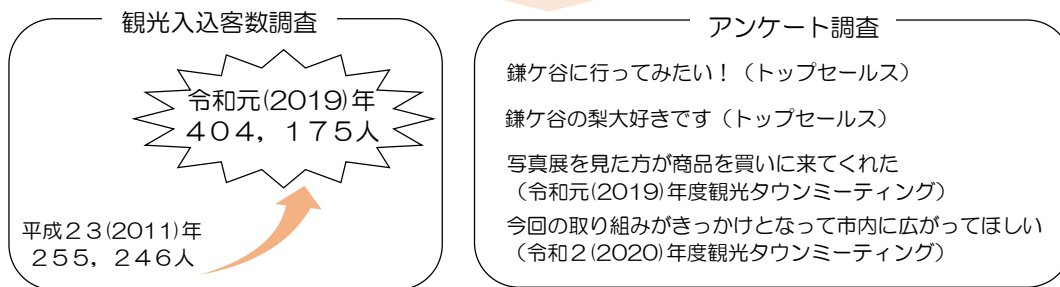 観光入込客数調査
令和元(2019)年
404，175人
平成23(2011)年
255，246人
アンケート調査
鎌ケ谷に行ってみたい！（トップセールス）
鎌ケ谷の梨大好きです（トップセールス）
写真展を見た方が商品を買いに来てくれた
（令和元(2019)年度観光タウンミーティング）
今回の取り組みがきっかけとなって市内に広がってほしい
（令和２(2020)年度観光タウンミーティング）